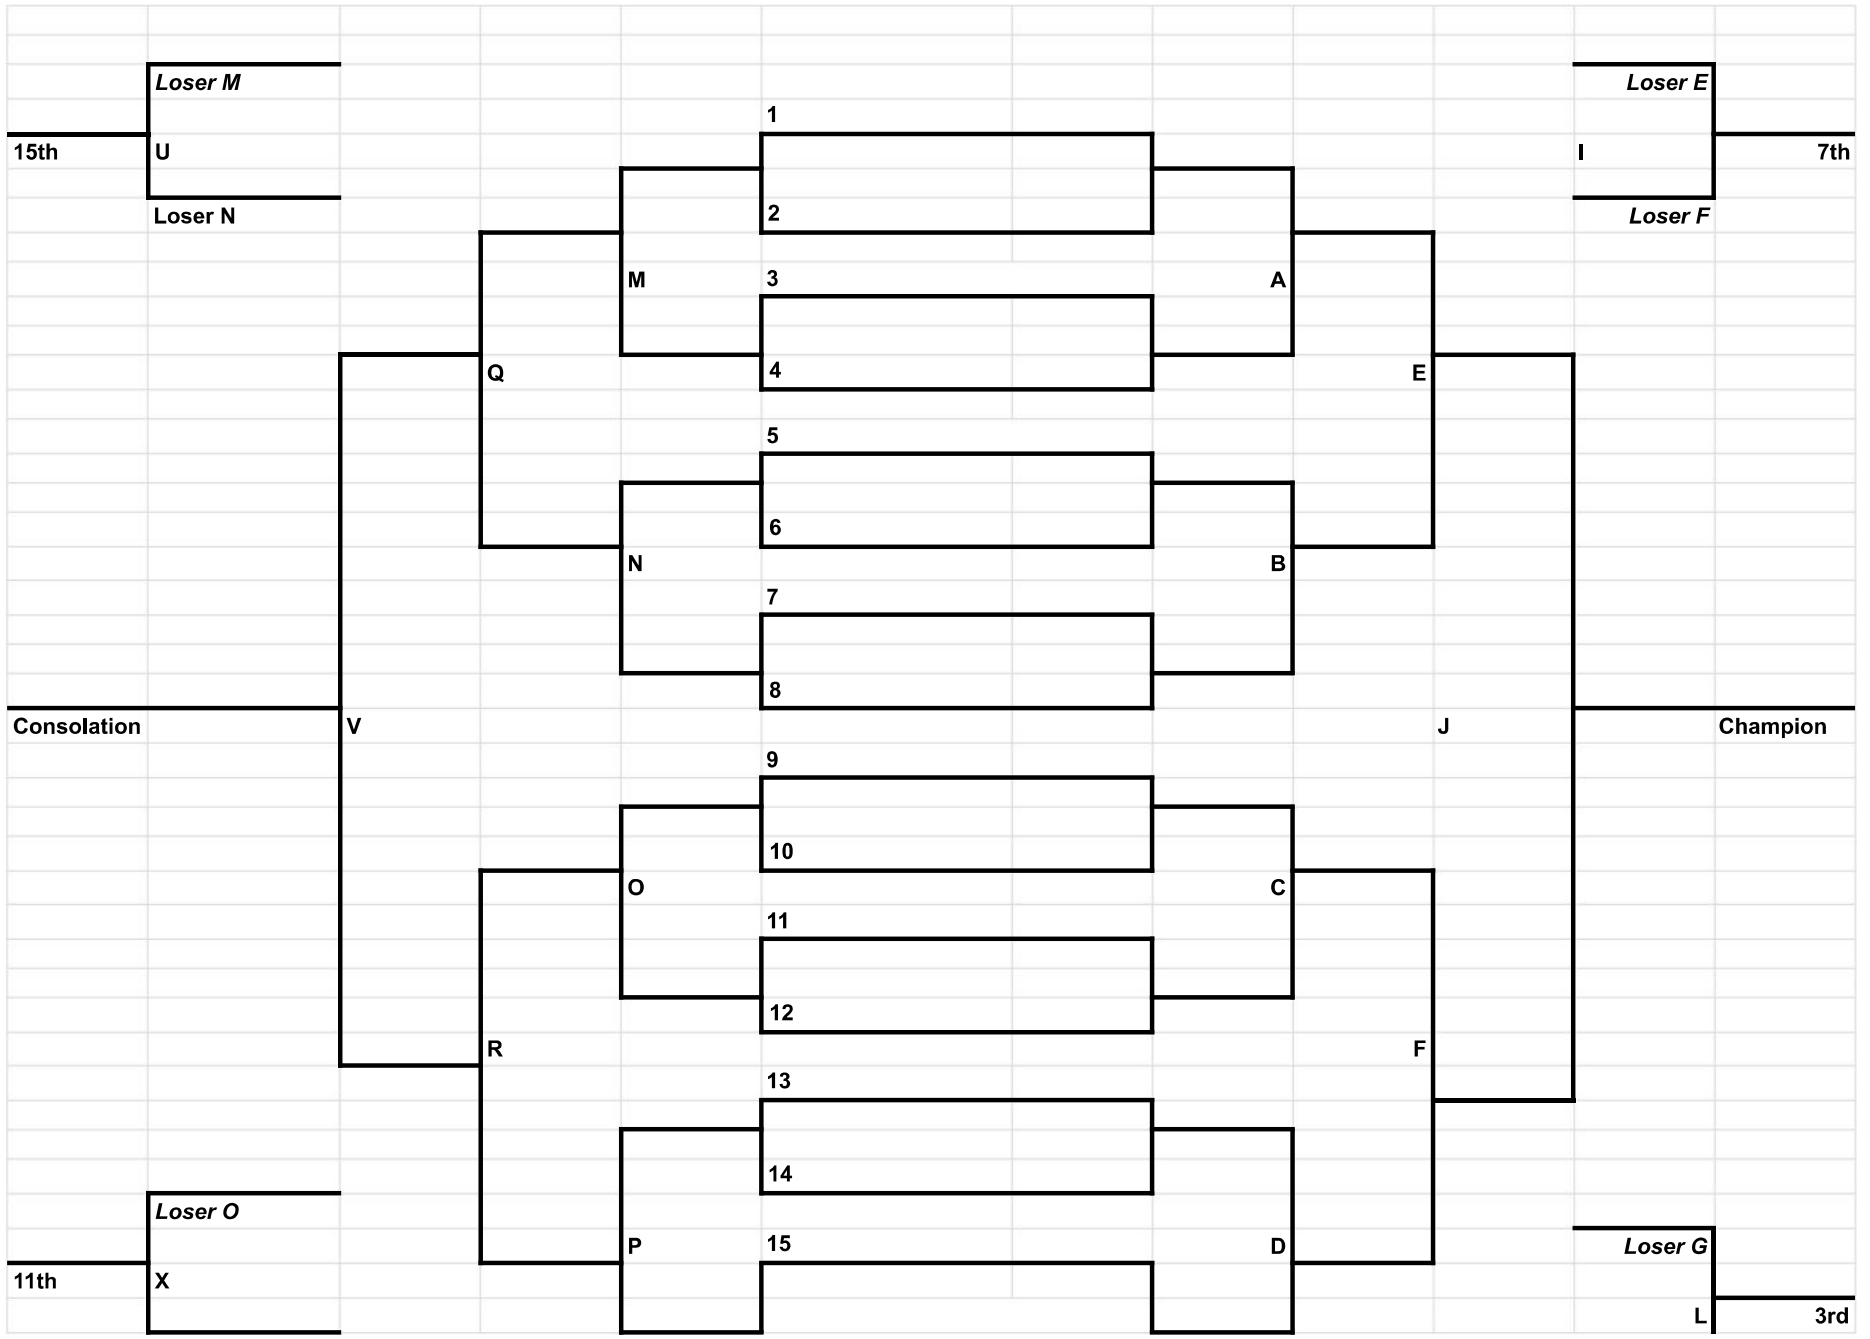 Loser M
Loser E
1
15th
U
I
7th
2
Loser N
Loser F
3
M
A
4
Q
E
5
6
N
B
7
8
Consolation
V
J
Champion
9
10
O
C
11
12
R
F
13
14
Loser O
15
P
D
Loser G
11th
X
L
3rd